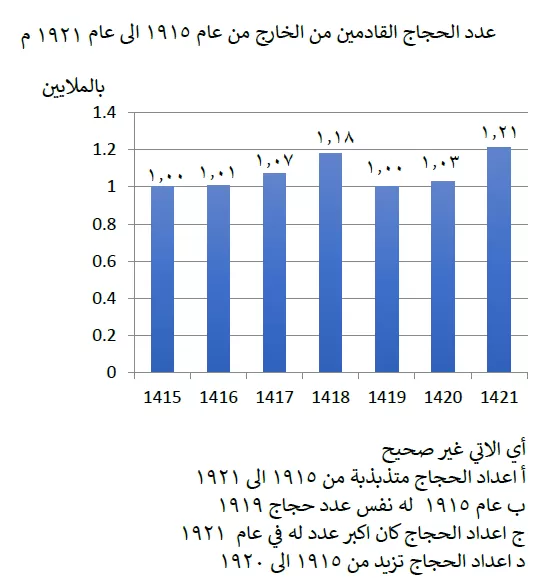 عدد الحجاج القادمين من الخارج من عام ١٩١٥ الى عام ١٩٢١ م
بالملايين
1.4
1.2
1
0.8
0.6
0.4
0.2
0
١,٠٠ ١,٠١ ١,٠٧ ١,١٨ ١,٠٠ ١,٠٣ ١,٢١
1415 1416 1417 1418 1419 1420 1421
أي الاتي غير صحيح
أ اعداد الحجاج متذبذبة من ١٩١٥ الى ١٩٢١
ب عام ١٩١٥ له نفس عدد حجاج ١٩١٩
ج اعداد الحجاج كان اكبر عدد له في عام ١٩٢١
د اعداد الحجاج تزيد من ١٩١٥ الى ١٩٢٠